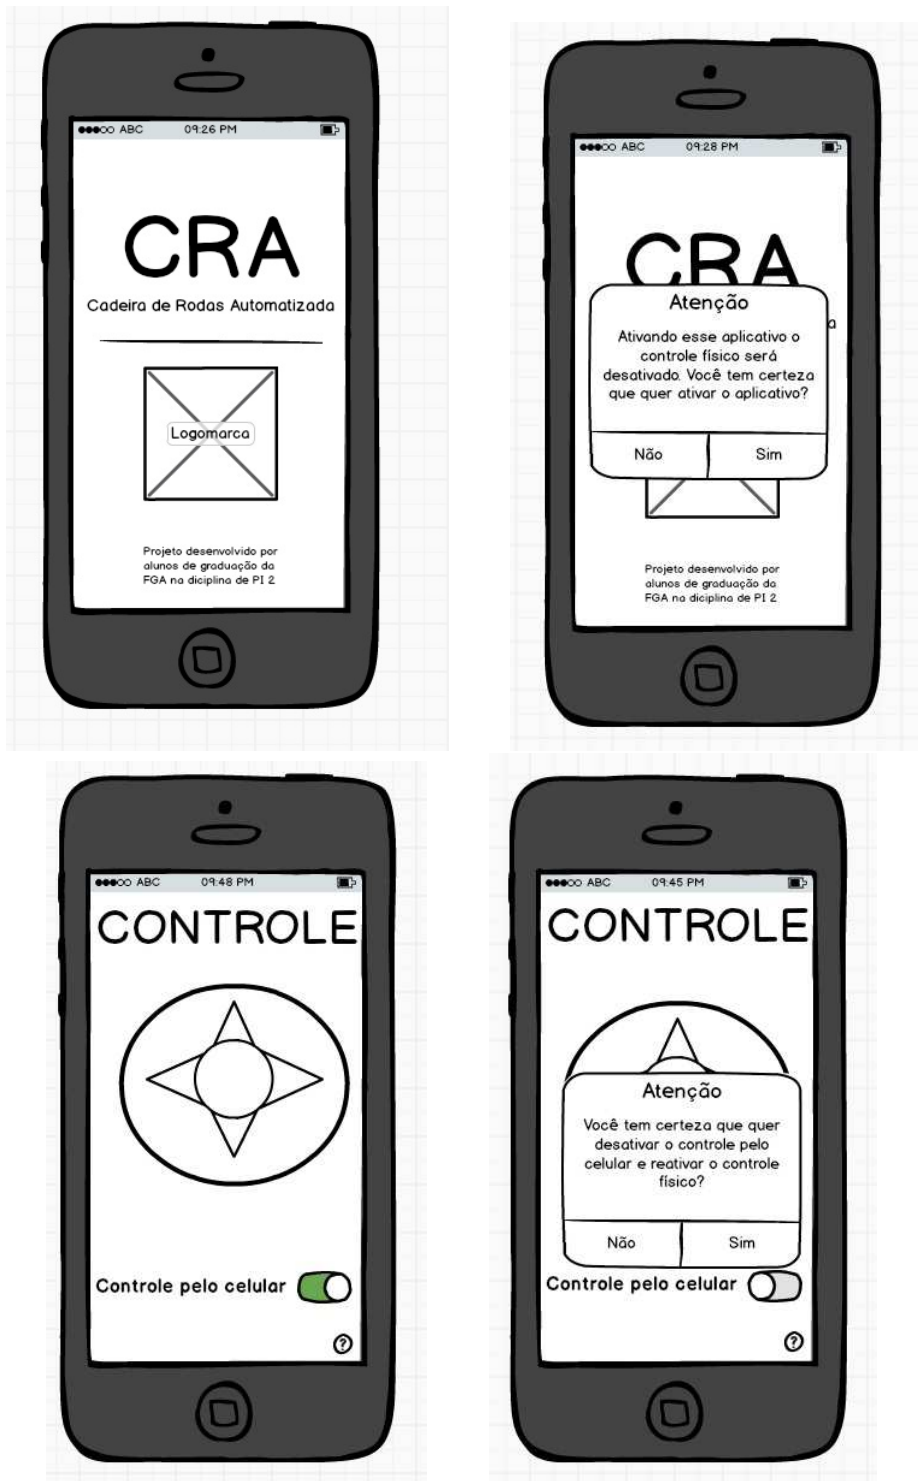 ABC 09:26 PM
CRA
Cadeira de Rodas Automatizada
Logomarca
Projeto desenvolvido por
alunos de graduação da
FGA na diciplina de PI 2
ABC 09:28 PM
CRA
a
Atenção
Ativando esse aplicativo o
controle físico será
desativado. Você tem certeza
que quer ativar o aplicativo?
Não Sim
Projeto desenvolvido por
alunos de graduação da
FGA na diciplina de PI 2
ABC 09:48 PM
CONTROLE
Controle pelo celular
?
ABC 09:45 PM
CONTROLE
Atenção
Você tem certeza que quer
desativar o controle pelo
celular e reativar o controle
físico?
Não Sim
Controle pelo celular
?